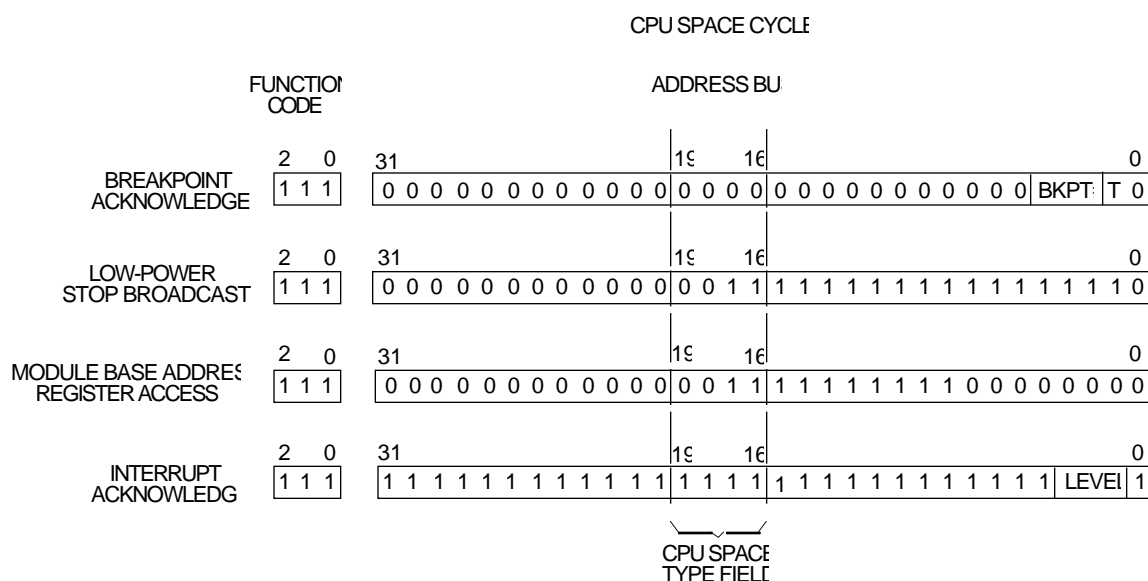 CPU SPACE CYCLE
FUNCTION
CODE
ADDRESS BU
2 0 31 19 16 0
BREAKPOINT
ACKNOWLEDGE
1 1 1 0 0 0 0 0 0 0 0 0 0 0 0 0 0 0 0 0 0 0 0 0 0 0 0 0 0 0 BKPT T 0
2 0 31 19 16 0
LOW-POWER
STOP BROADCAST
1 1 1 0 0 0 0 0 0 0 0 0 0 0 0 0 0 1 1 1 1 1 1 1 1 1 1 1 1 1 1 1 1 1 0
2 0 31 19 16 0
MODULE BASE ADDRES
REGISTER ACCESS
1 1 1 0 0 0 0 0 0 0 0 0 0 0 0 0 0 1 1 1 1 1 1 1 1 1 1 0 0 0 0 0 0 0 0
2 0 31 19 16 0
INTERRUPT
ACKNOWLEDG
1 1 1 1 1 1 1 1 1 1 1 1 1 1 1 1 1 1 1 1 1 1 1 1 1 1 1 1 1 1 1 LEVEL 1
CPU SPACE
TYPE FIELD